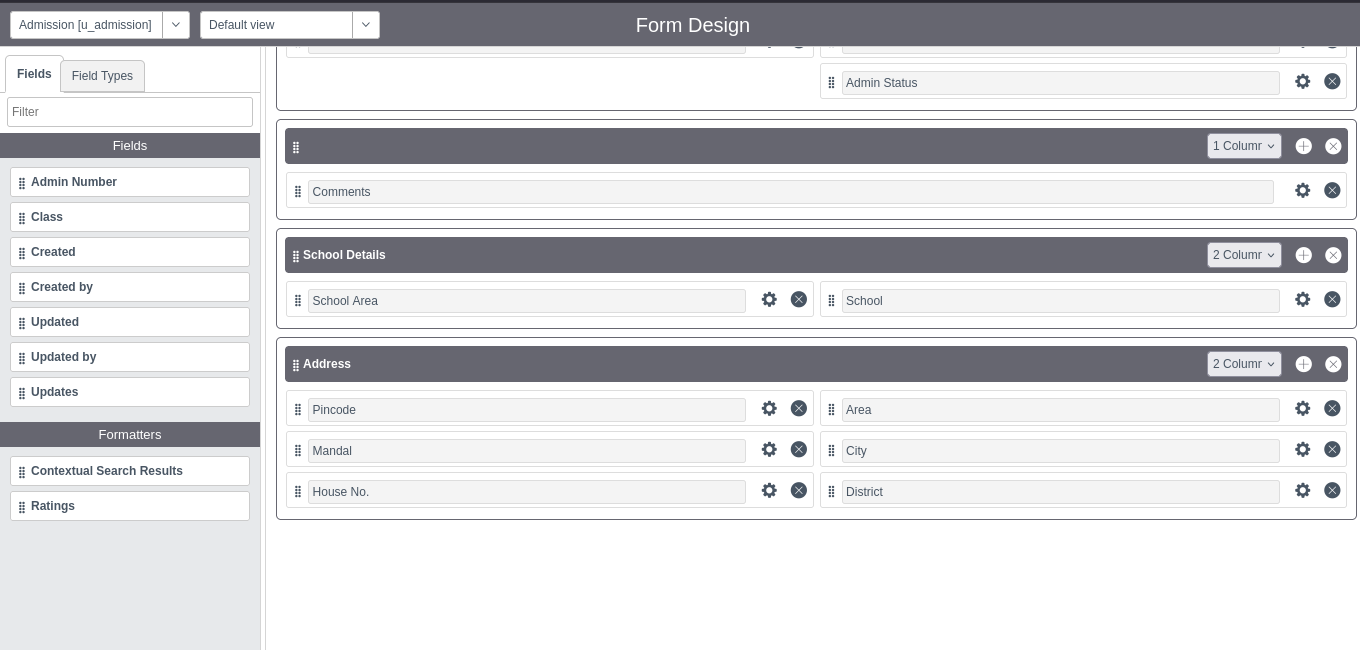 Admission [u_admission]
Default view
Form Design
Fields
Field Types
Filter
Fields
Admin Number
Class
Created
Created by
Updated
Updated by
Updates
Formatters
Contextual Search Results
Ratings
Admin Status
1 Columr
Comments
School Details
2 Columr
School Area
School
Address
2 Columr
Pincode
Area
Mandal
City
House No.
District